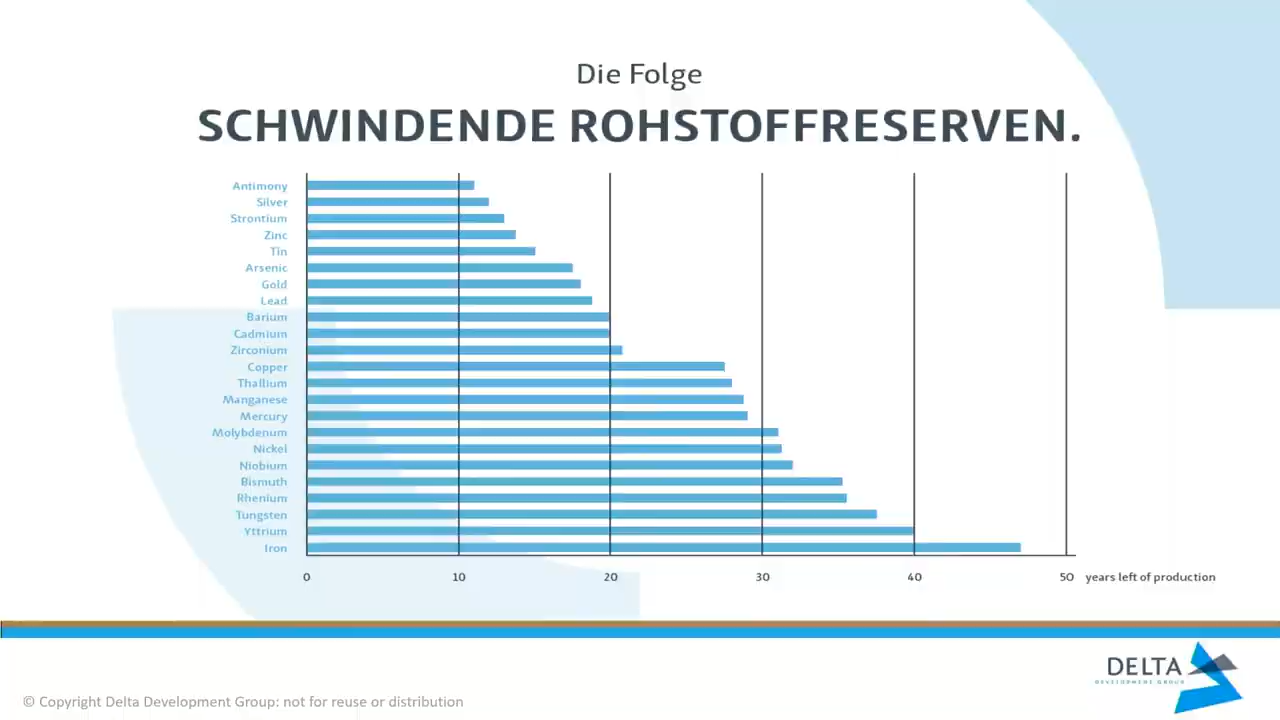 Die Folge
SCHWINDENDE ROHSTOFFRESERVEN.
Antimony
Silver
Strontium
Zinc
Tin
Arsenic
Gold
Lead
Barium
Cadmium
Zirconium
Copper
Thallium
Manganese
Mercury
Molybdenum
Nickel
Niobium
Bismuth
Rhenium
Tungsten
Yttrium
Iron
0 10 20 30 40 50 years left of production
DELTA
DEVELOPMENT GROUP
© Copyright Delta Development Group: not for reuse or distribution